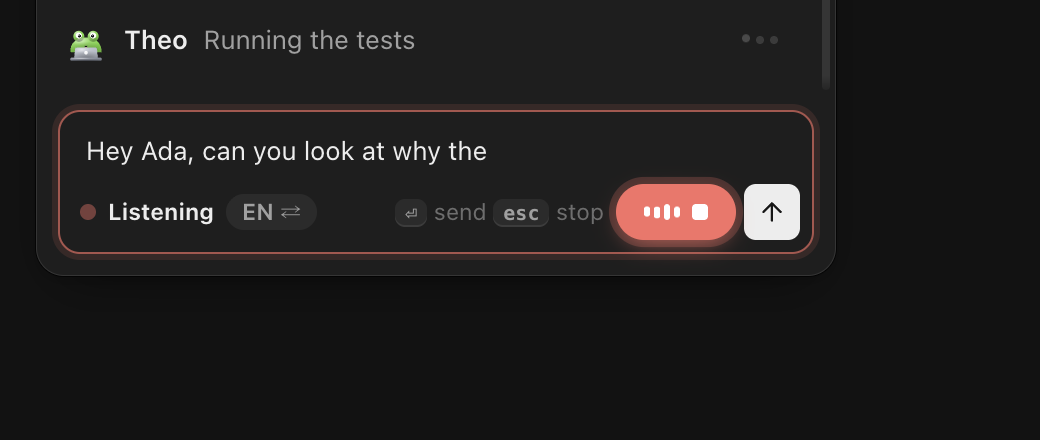 Theo Running the tests
Hey Ada, can you look at why the
Listening EN ⇄ ⏎ send esc stop